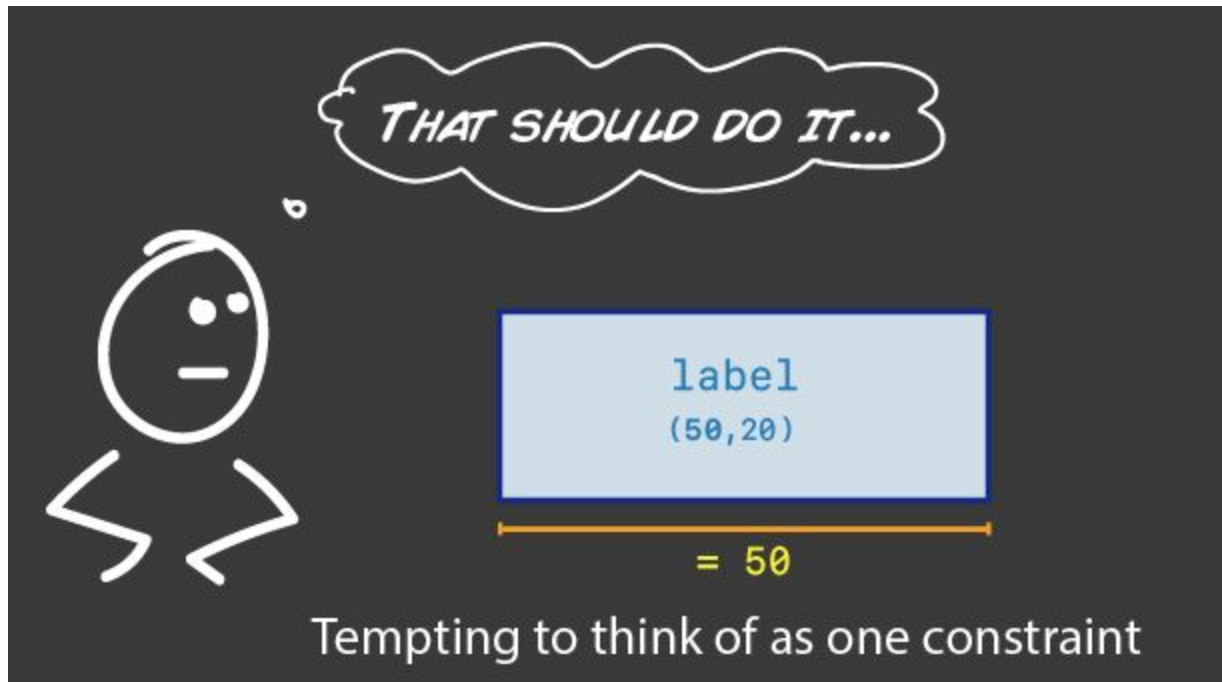 THAT SHOULD DO IT...
label
(50,20)
= 50
Tempting to think of as one constraint